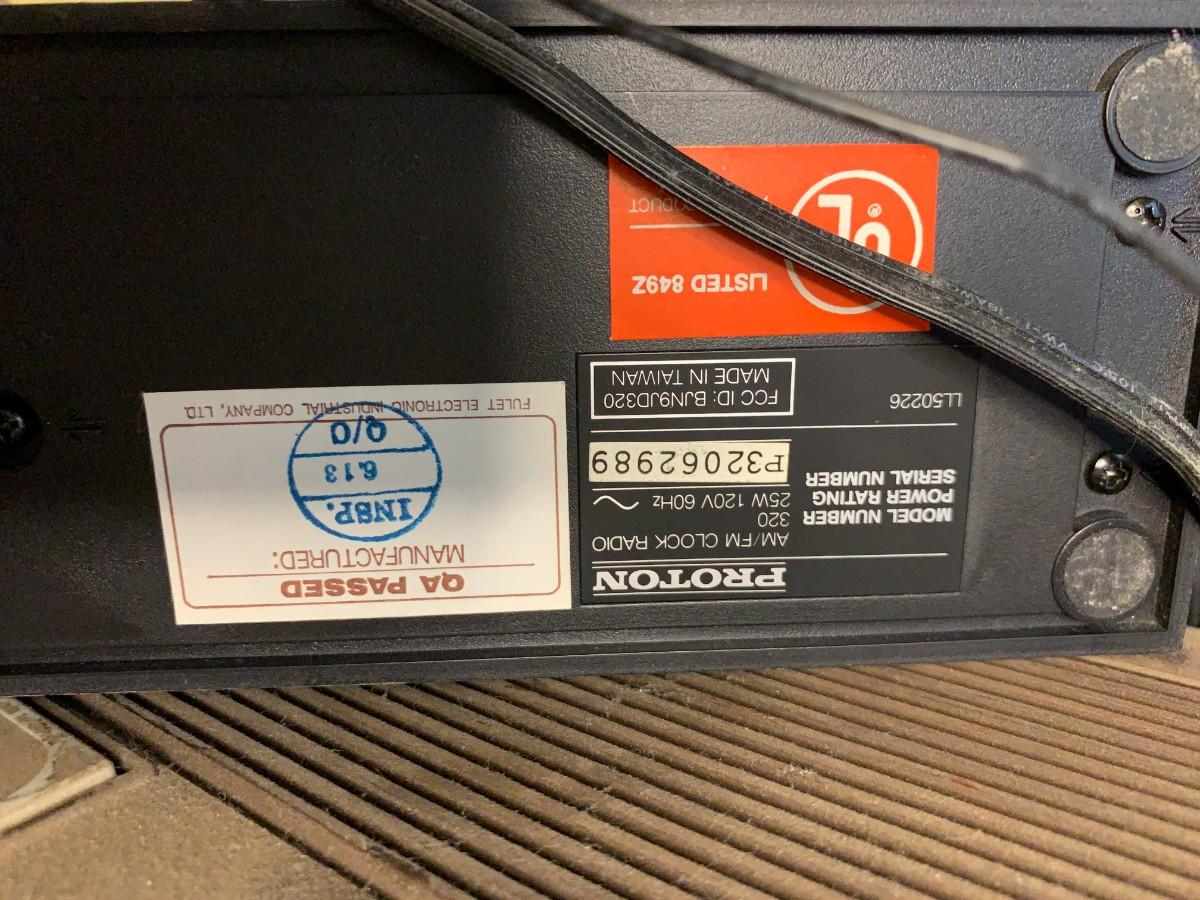 PROTON
AM/FM CLOCK RADIO
MODEL NUMBER 320
POWER RATING 25W 120V 60Hz
SERIAL NUMBER P32062989
LL50226
FCC ID: BJN9JD320
MADE IN TAIWAN
QA PASSED
MANUFACTURED:
INSP.
6.13
Q/O
FULET ELECTRONIC INDUSTRIAL COMPANY, LTD.
LISTED 849Z
UL